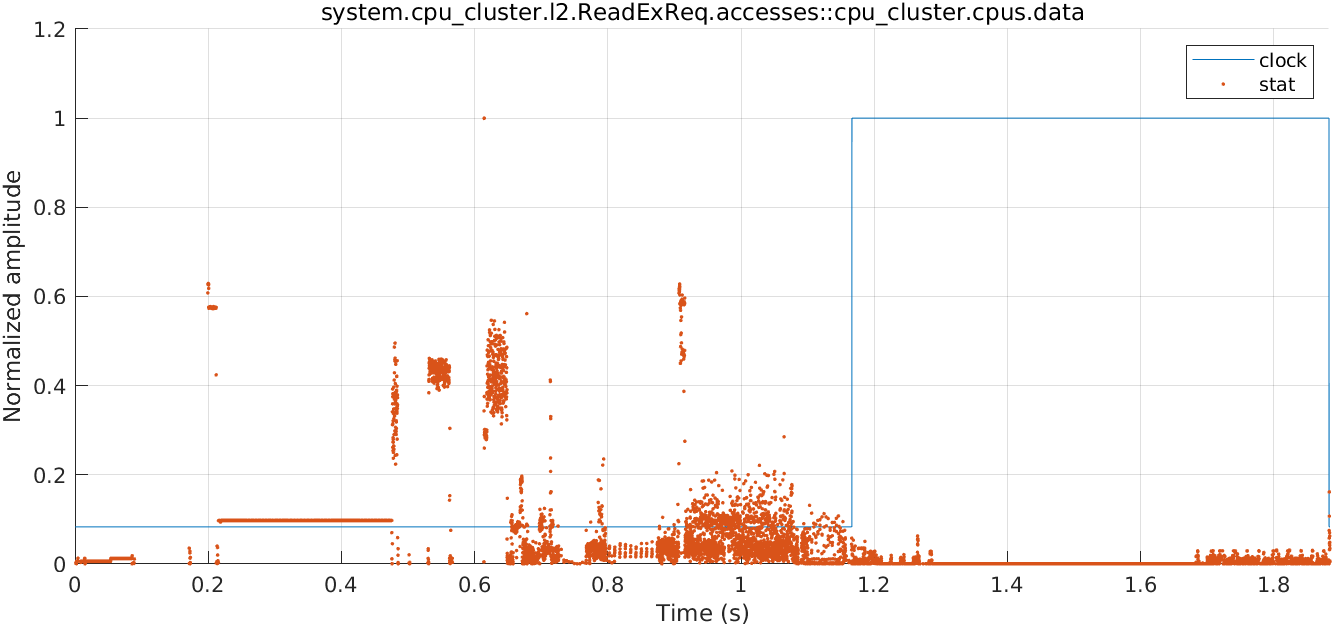 system.cpu_cluster.l2.ReadExReq.accesses::cpu_cluster.cpus.data
1.2
clock
stat
1
0.8
0.6
0.4
0.2
0
Normalized amplitude
0 0.2 0.4 0.6 0.8 1 1.2 1.4 1.6 1.8
Time (s)